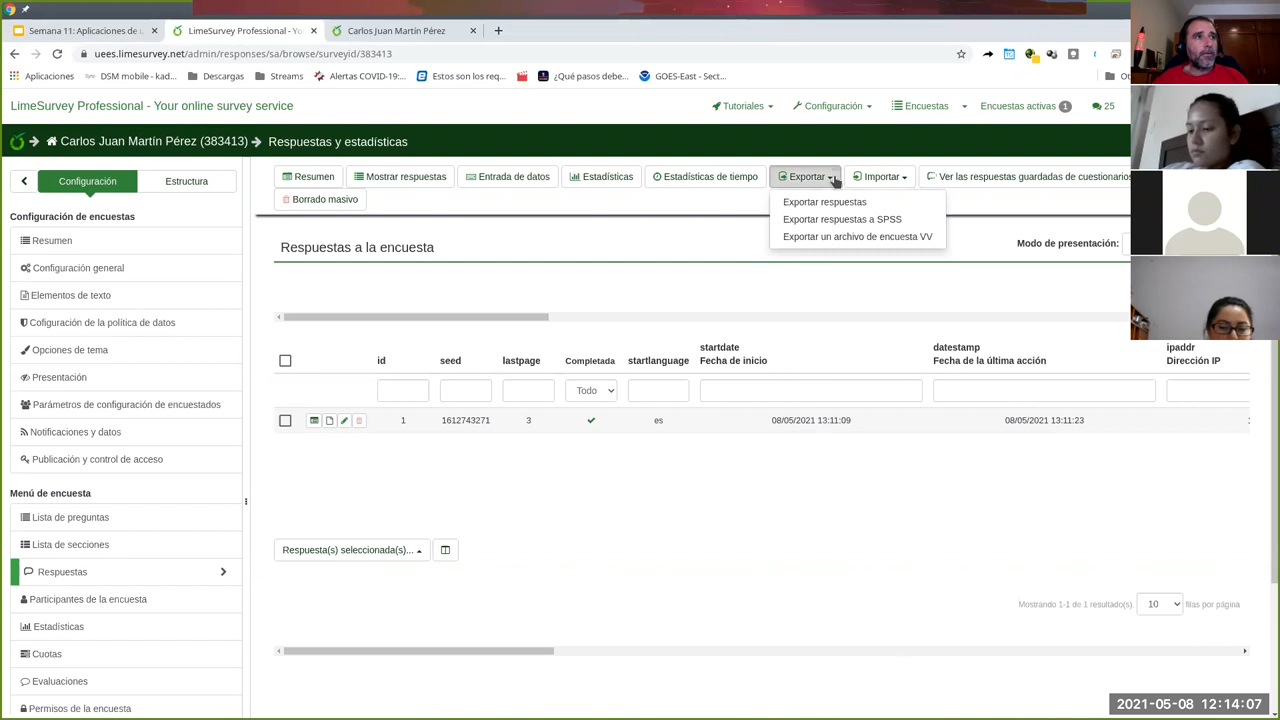 Semana 11: Aplicaciones de
LimeSurvey Professional - Yo
Carlos Juan Martín Pérez
uees.limesurvey.net/admin/responses/sa/browse/surveyid/383413
Aplicaciones
DSM mobile - kad...
Descargas
Streams
Alertas COVID-19:...
Estos son los req...
¿Qué pasos debe...
GOES-East - Sect...
LimeSurvey Professional - Your online survey service
Tutoriales
Configuración
Encuestas
Encuestas activas 1
25
Carlos Juan Martín Pérez (383413)
Respuestas y estadísticas
Configuración
Estructura
Resumen
Mostrar respuestas
Entrada de datos
Estadísticas
Estadísticas de tiempo
Exportar
Importar
Ver las respuestas guardadas de cuestionarios
Borrado masivo
Exportar respuestas
Exportar respuestas a SPSS
Exportar un archivo de encuesta VV
Configuración de encuestas
Resumen
Configuración general
Elementos de texto
Cofiguración de la política de datos
Opciones de tema
Presentación
Parámetros de configuración de encuestados
Notificaciones y datos
Publicación y control de acceso
Menú de encuesta
Lista de preguntas
Lista de secciones
Respuestas
Participantes de la encuesta
Estadísticas
Cuotas
Evaluaciones
Permisos de la encuesta
Respuestas a la encuesta
Modo de presentación:
id
seed
lastpage
Completada
startlanguage
startdate
Fecha de inicio
datestamp
Fecha de la última acción
ipaddr
Dirección IP
Todo
1
1612743271
3
es
08/05/2021 13:11:09
08/05/2021 13:11:23
Respuesta(s) seleccionada(s)...
Mostrando 1-1 de 1 resultado(s).
10
filas por página
2021-05-08 12:14:07